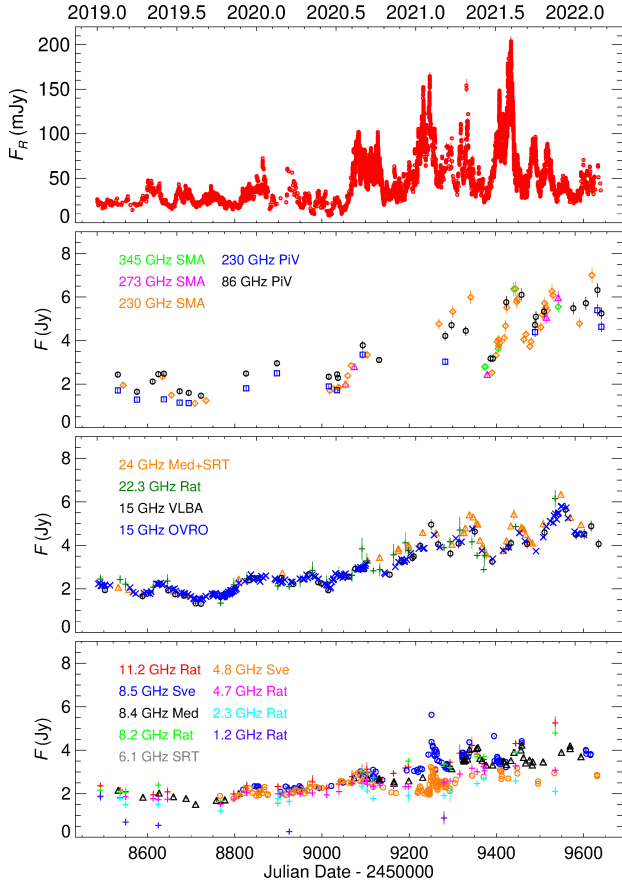 2019.0 2019.5 2020.0 2020.5 2021.0 2021.5 2022.0
200
150
100
50
0
F_R (mJy)
8
6
4
2
0
F (Jy)
345 GHz SMA 230 GHz PiV
273 GHz SMA 86 GHz PiV
230 GHz SMA
8
6
4
2
0
F (Jy)
24 GHz Med+SRT
22.3 GHz Rat
15 GHz VLBA
15 GHz OVRO
8
6
4
2
0
F (Jy)
11.2 GHz Rat 4.8 GHz Sve
8.5 GHz Sve 4.7 GHz Rat
8.4 GHz Med 2.3 GHz Rat
8.2 GHz Rat 1.2 GHz Rat
6.1 GHz SRT
8600 8800 9000 9200 9400 9600
Julian Date - 2450000